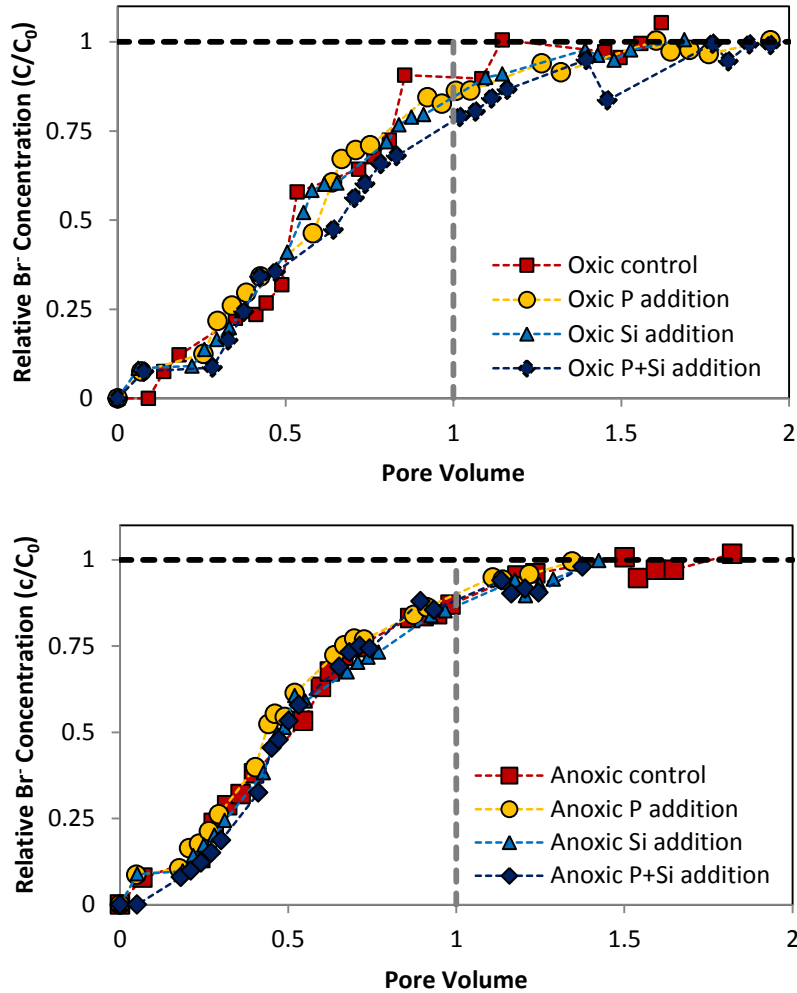 Relative Br⁻ Concentration (C/C₀)
1
0.75
0.5
0.25
0
Oxic control
Oxic P addition
Oxic Si addition
Oxic P+Si addition
0 0.5 1 1.5 2
Pore Volume
Relative Br⁻ Concentration (c/C₀)
1
0.75
0.5
0.25
0
Anoxic control
Anoxic P addition
Anoxic Si addition
Anoxic P+Si addition
0 0.5 1 1.5 2
Pore Volume